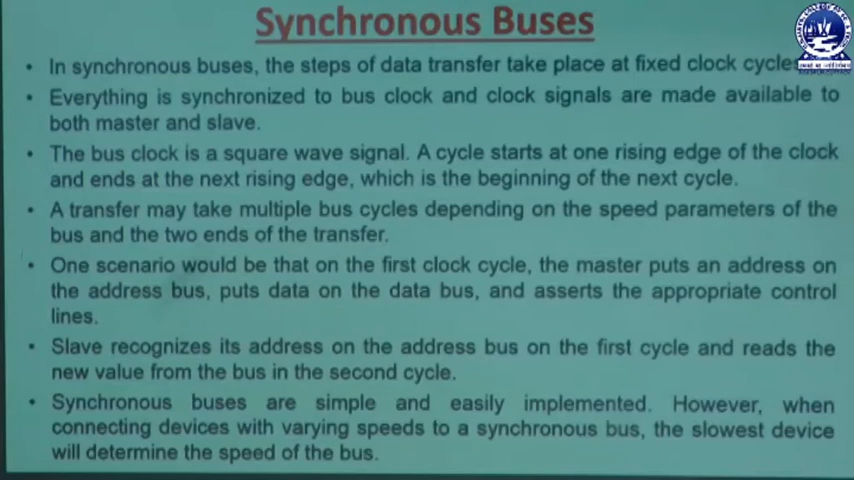 Synchronous Buses
• In synchronous buses, the steps of data transfer take place at fixed clock cycles
• Everything is synchronized to bus clock and clock signals are made available to
both master and slave.
• The bus clock is a square wave signal. A cycle starts at one rising edge of the clock
and ends at the next rising edge, which is the beginning of the next cycle.
• A transfer may take multiple bus cycles depending on the speed parameters of the
bus and the two ends of the transfer.
• One scenario would be that on the first clock cycle, the master puts an address on
the address bus, puts data on the data bus, and asserts the appropriate control
lines.
• Slave recognizes its address on the address bus on the first cycle and reads the
new value from the bus in the second cycle.
• Synchronous buses are simple and easily implemented. However, when
connecting devices with varying speeds to a synchronous bus, the slowest device
will determine the speed of the bus.